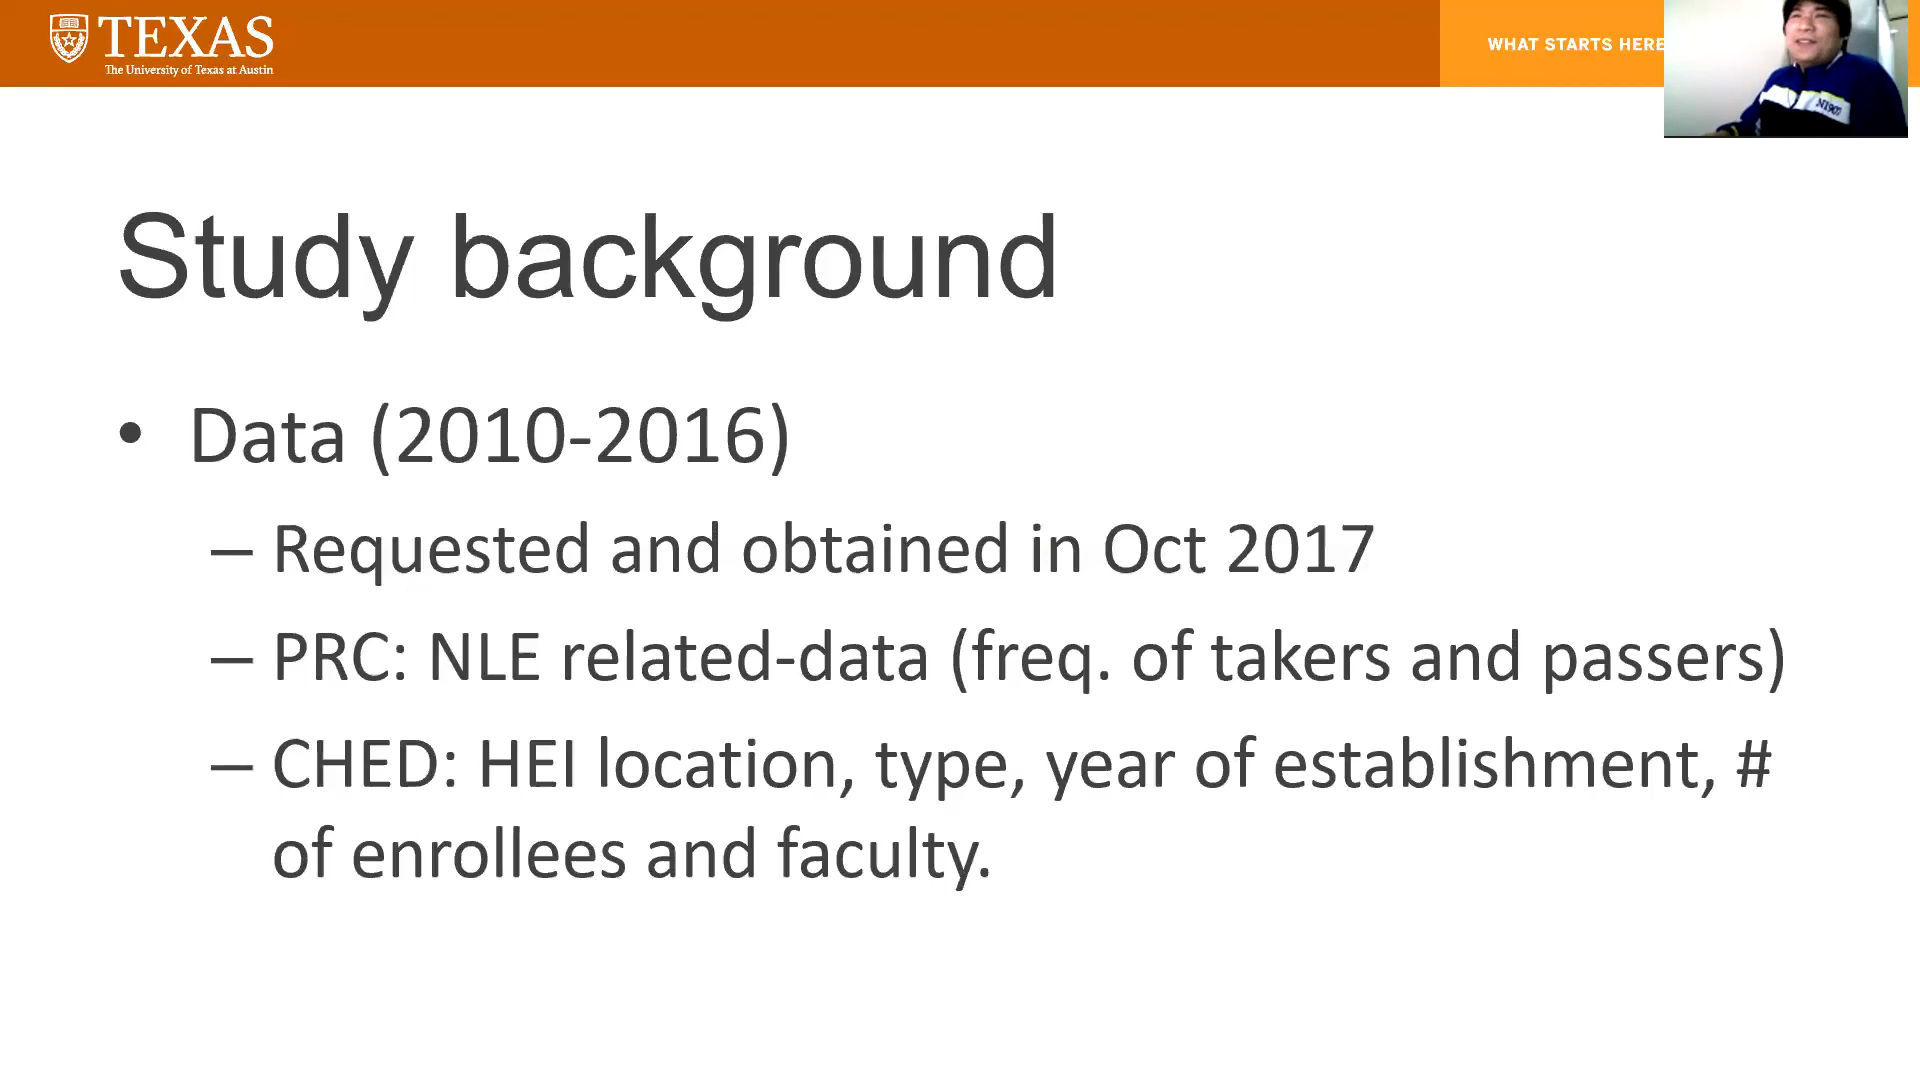 TEXAS
The University of Texas at Austin
WHAT STARTS HERE
Study background
• Data (2010-2016)
– Requested and obtained in Oct 2017
– PRC: NLE related-data (freq. of takers and passers)
– CHED: HEI location, type, year of establishment, #
of enrollees and faculty.